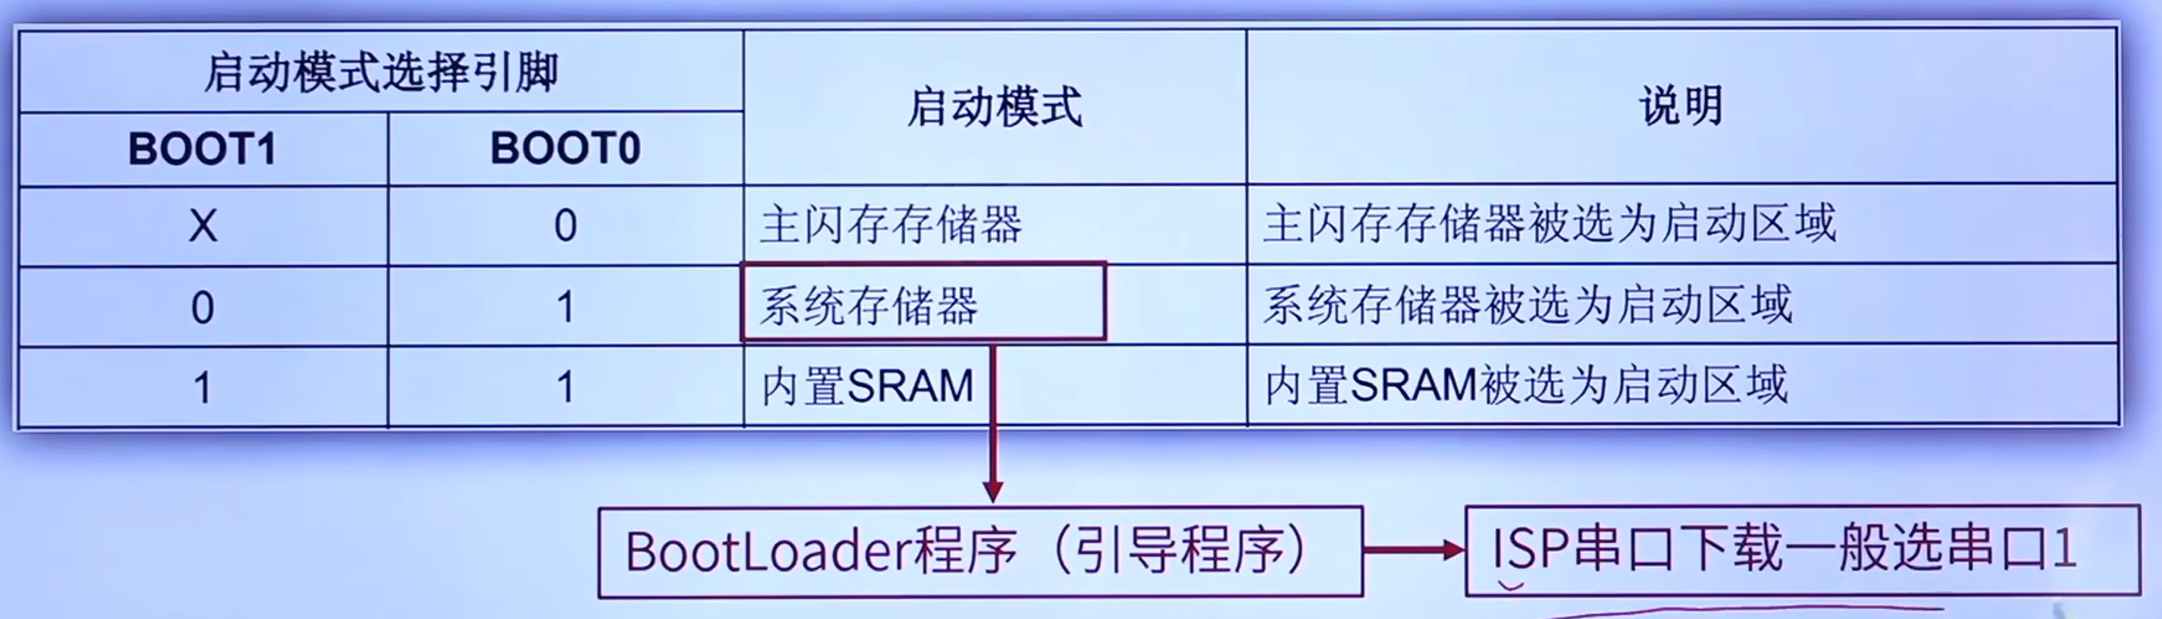 启动模式选择引脚 启动模式 说明
BOOT1 BOOT0
X 0 主闪存存储器 主闪存存储器被选为启动区域
0 1 系统存储器 系统存储器被选为启动区域
1 1 内置SRAM 内置SRAM被选为启动区域
BootLoader程序（引导程序） ISP串口下载一般选串口1